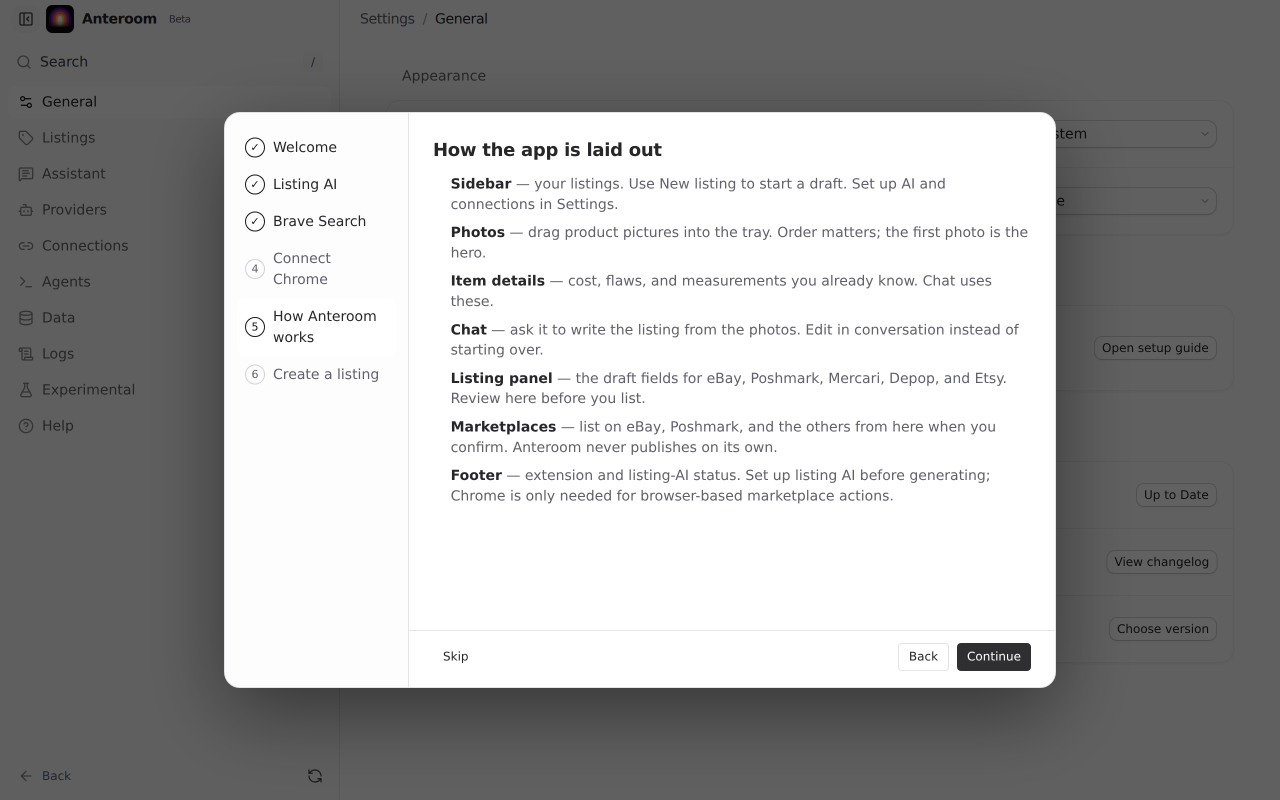 Anteroom Beta
Settings / General
Search /
Appearance
General
Listings
Assistant
Providers
Connections
Agents
Data
Logs
Experimental
Help
Back
✓ Welcome
✓ Listing AI
✓ Brave Search
4 Connect
Chrome
5 How Anteroom
works
6 Create a listing
How the app is laid out
Sidebar — your listings. Use New listing to start a draft. Set up AI and
connections in Settings.
Photos — drag product pictures into the tray. Order matters; the first photo is the
hero.
Item details — cost, flaws, and measurements you already know. Chat uses
these.
Chat — ask it to write the listing from the photos. Edit in conversation instead of
starting over.
Listing panel — the draft fields for eBay, Poshmark, Mercari, Depop, and Etsy.
Review here before you list.
Marketplaces — list on eBay, Poshmark, and the others from here when you
confirm. Anteroom never publishes on its own.
Footer — extension and listing-AI status. Set up listing AI before generating;
Chrome is only needed for browser-based marketplace actions.
Skip
Back
Continue
Open setup guide
Up to Date
View changelog
Choose version